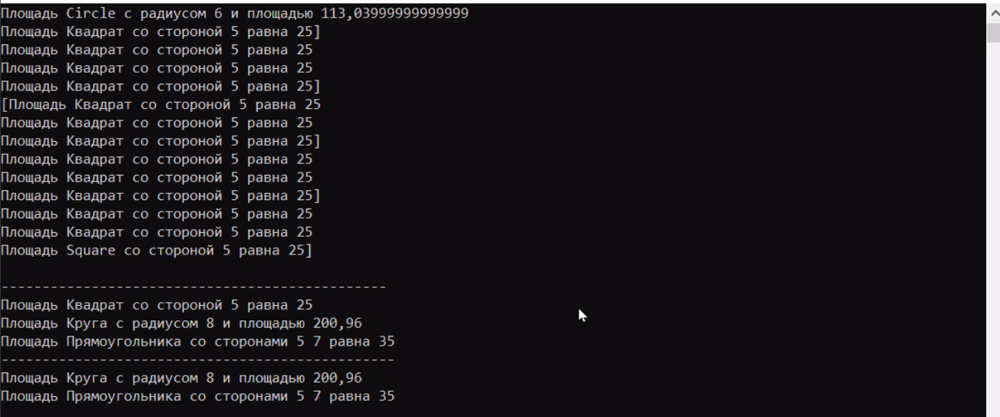 Площадь Circle с радиусом 6 и площадью 113,03999999999999
Площадь Квадрат со стороной 5 равна 25]
Площадь Квадрат со стороной 5 равна 25
Площадь Квадрат со стороной 5 равна 25
Площадь Квадрат со стороной 5 равна 25]
[Площадь Квадрат со стороной 5 равна 25
Площадь Квадрат со стороной 5 равна 25
Площадь Квадрат со стороной 5 равна 25]
Площадь Квадрат со стороной 5 равна 25
Площадь Квадрат со стороной 5 равна 25
Площадь Квадрат со стороной 5 равна 25]
Площадь Квадрат со стороной 5 равна 25
Площадь Квадрат со стороной 5 равна 25
Площадь Square со стороной 5 равна 25]
-----------------------------------------------
Площадь Квадрат со стороной 5 равна 25
Площадь Круга с радиусом 8 и площадью 200,96
Площадь Прямоугольника со сторонами 5 7 равна 35
------------------------------------------------
Площадь Круга с радиусом 8 и площадью 200,96
Площадь Прямоугольника со сторонами 5 7 равна 35